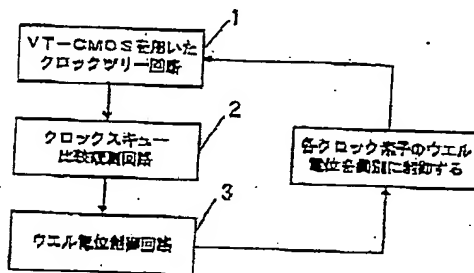 1
VT-CMOSを用いた
クロックツリー回路
2
クロックスキュー
比較観測回路
3
ウエル電位制御回路
各クロック素子のウエル
電位を個別に制御する